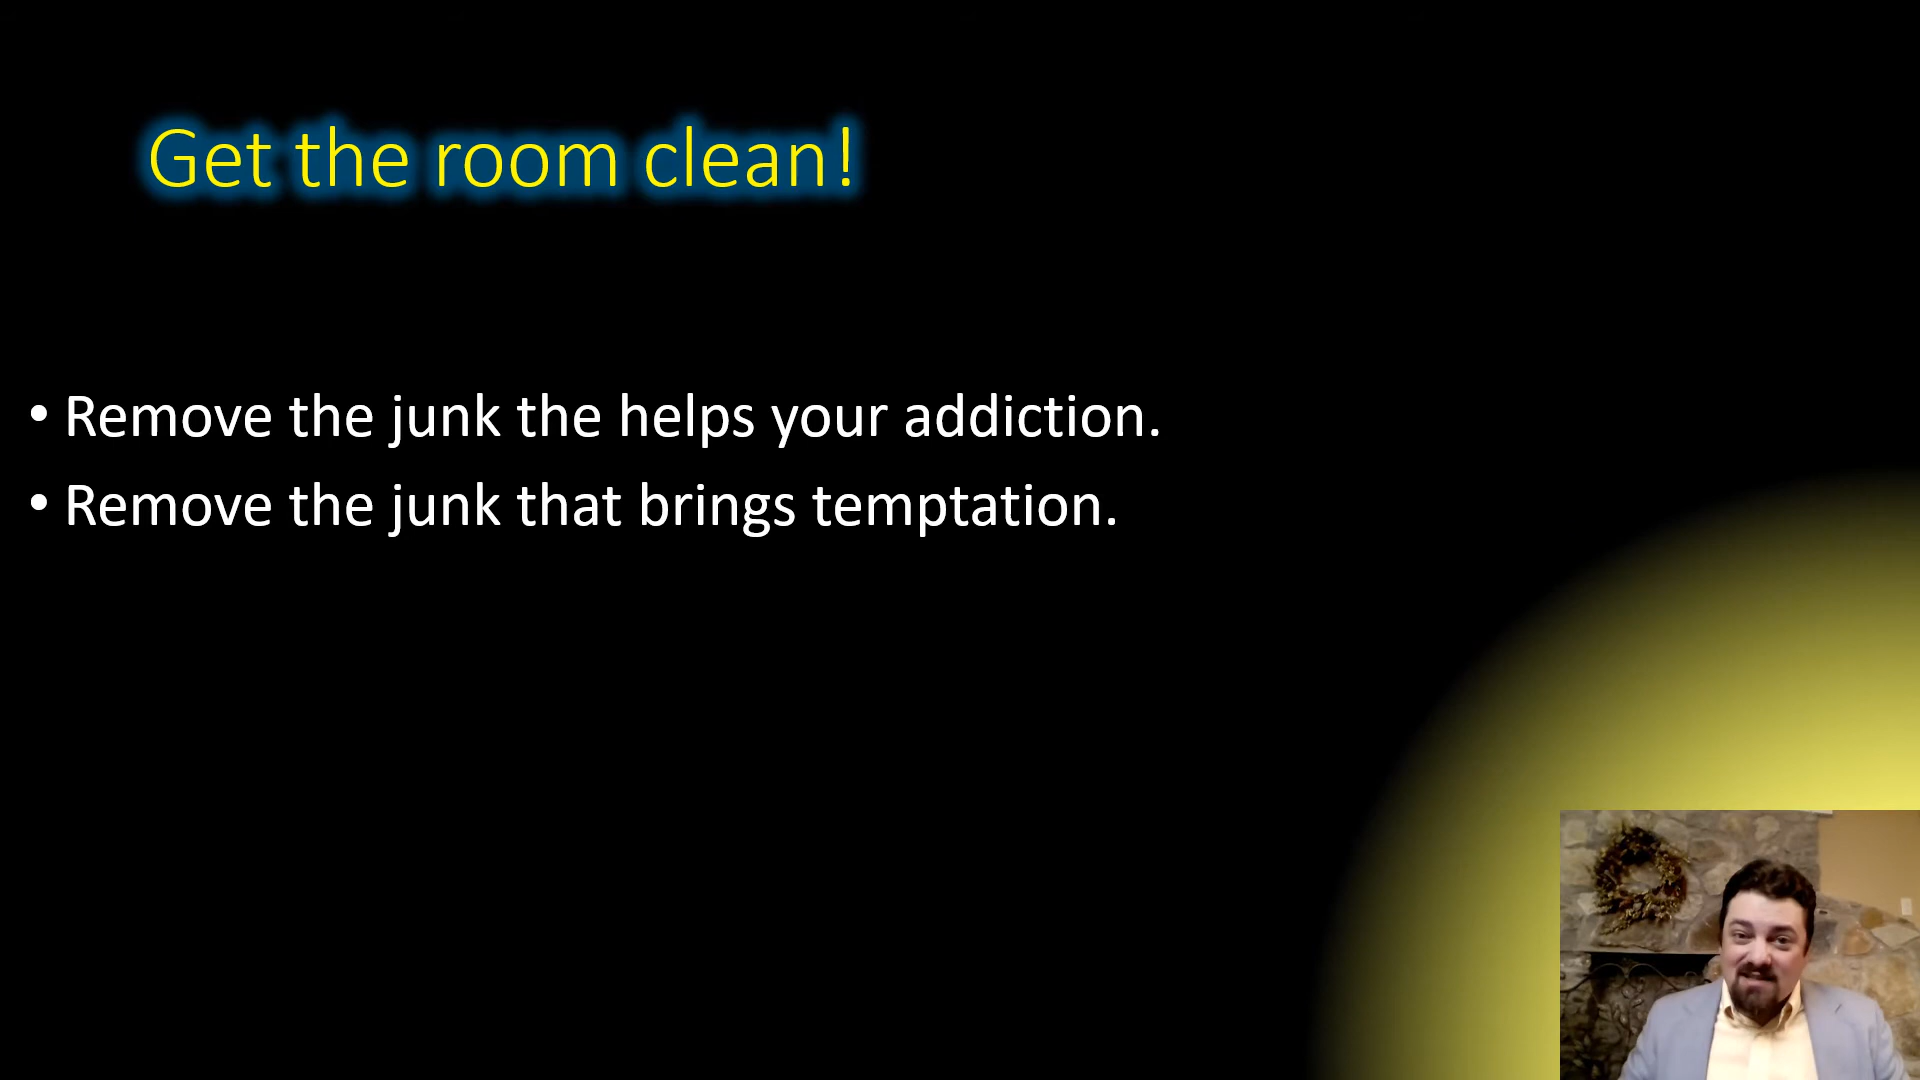 Get the room clean!
• Remove the junk the helps your addiction.
• Remove the junk that brings temptation.